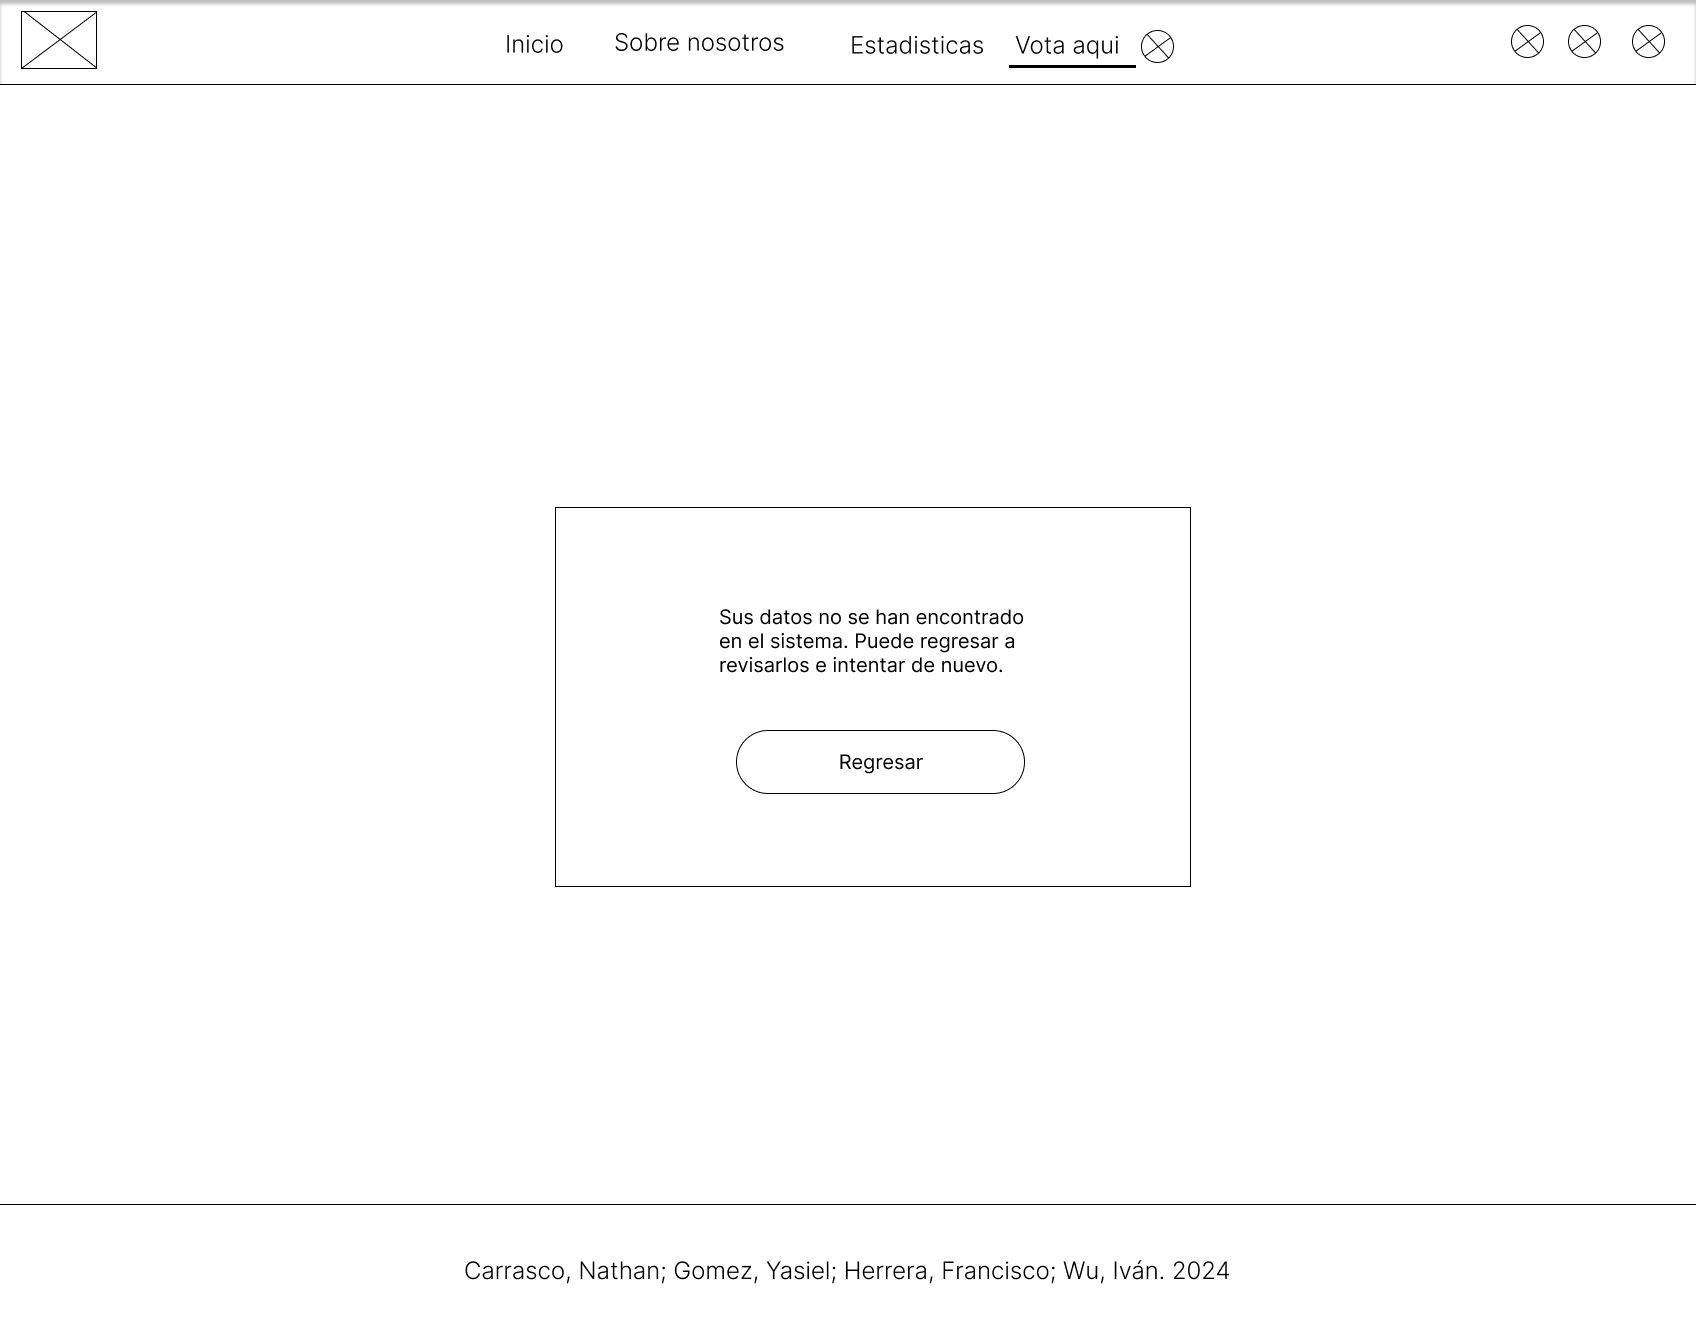 Inicio
Sobre nosotros
Estadisticas
Vota aqui
Sus datos no se han encontrado
en el sistema. Puede regresar a
revisarlos e intentar de nuevo.
Regresar
Carrasco, Nathan; Gomez, Yasiel; Herrera, Francisco; Wu, Iván. 2024